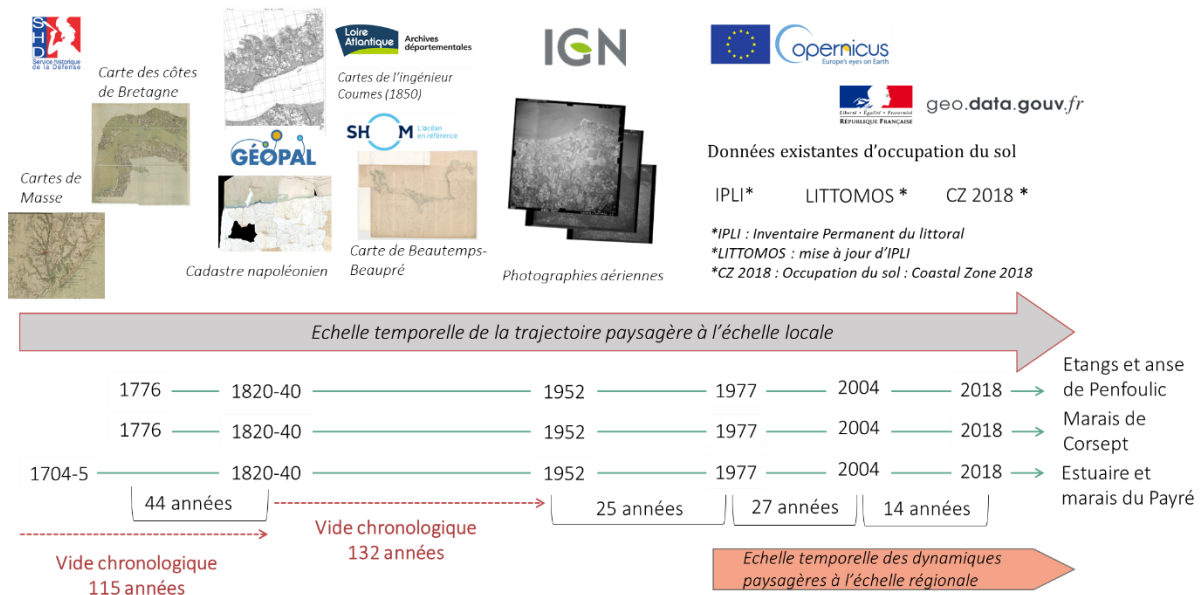 SHD
Service historique
de la Défense
Carte des côtes
de Bretagne
Cartes de
Masse
GÉOPAL
Cadastre napoléonien
Loire
Atlantique
Archives
départementales
Cartes de l'ingénieur
Coumes (1850)
SHOM
L'océan
en référence
Carte de Beautemps-
Beaupré
IGN
Photographies aériennes
Copernicus
Europe's eyes on Earth
Liberté • Égalité • Fraternité
RÉPUBLIQUE FRANÇAISE
geo.data.gouv.fr
Données existantes d'occupation du sol
IPLI*
LITTOMOS *
CZ 2018 *
*IPLI : Inventaire Permanent du littoral
*LITTOMOS : mise à jour d'IPLI
*CZ 2018 : Occupation du sol : Coastal Zone 2018
Echelle temporelle de la trajectoire paysagère à l'échelle locale
1776 1820-40 1952 1977 2004 2018
Etangs et anse
de Penfoulic
1776 1820-40 1952 1977 2004 2018
Marais de
Corsept
1704-5 1820-40 1952 1977 2004 2018
Estuaire et
marais du Payré
44 années
25 années
27 années
14 années
Vide chronologique
132 années
Vide chronologique
115 années
Echelle temporelle des dynamiques
paysagères à l'échelle régionale